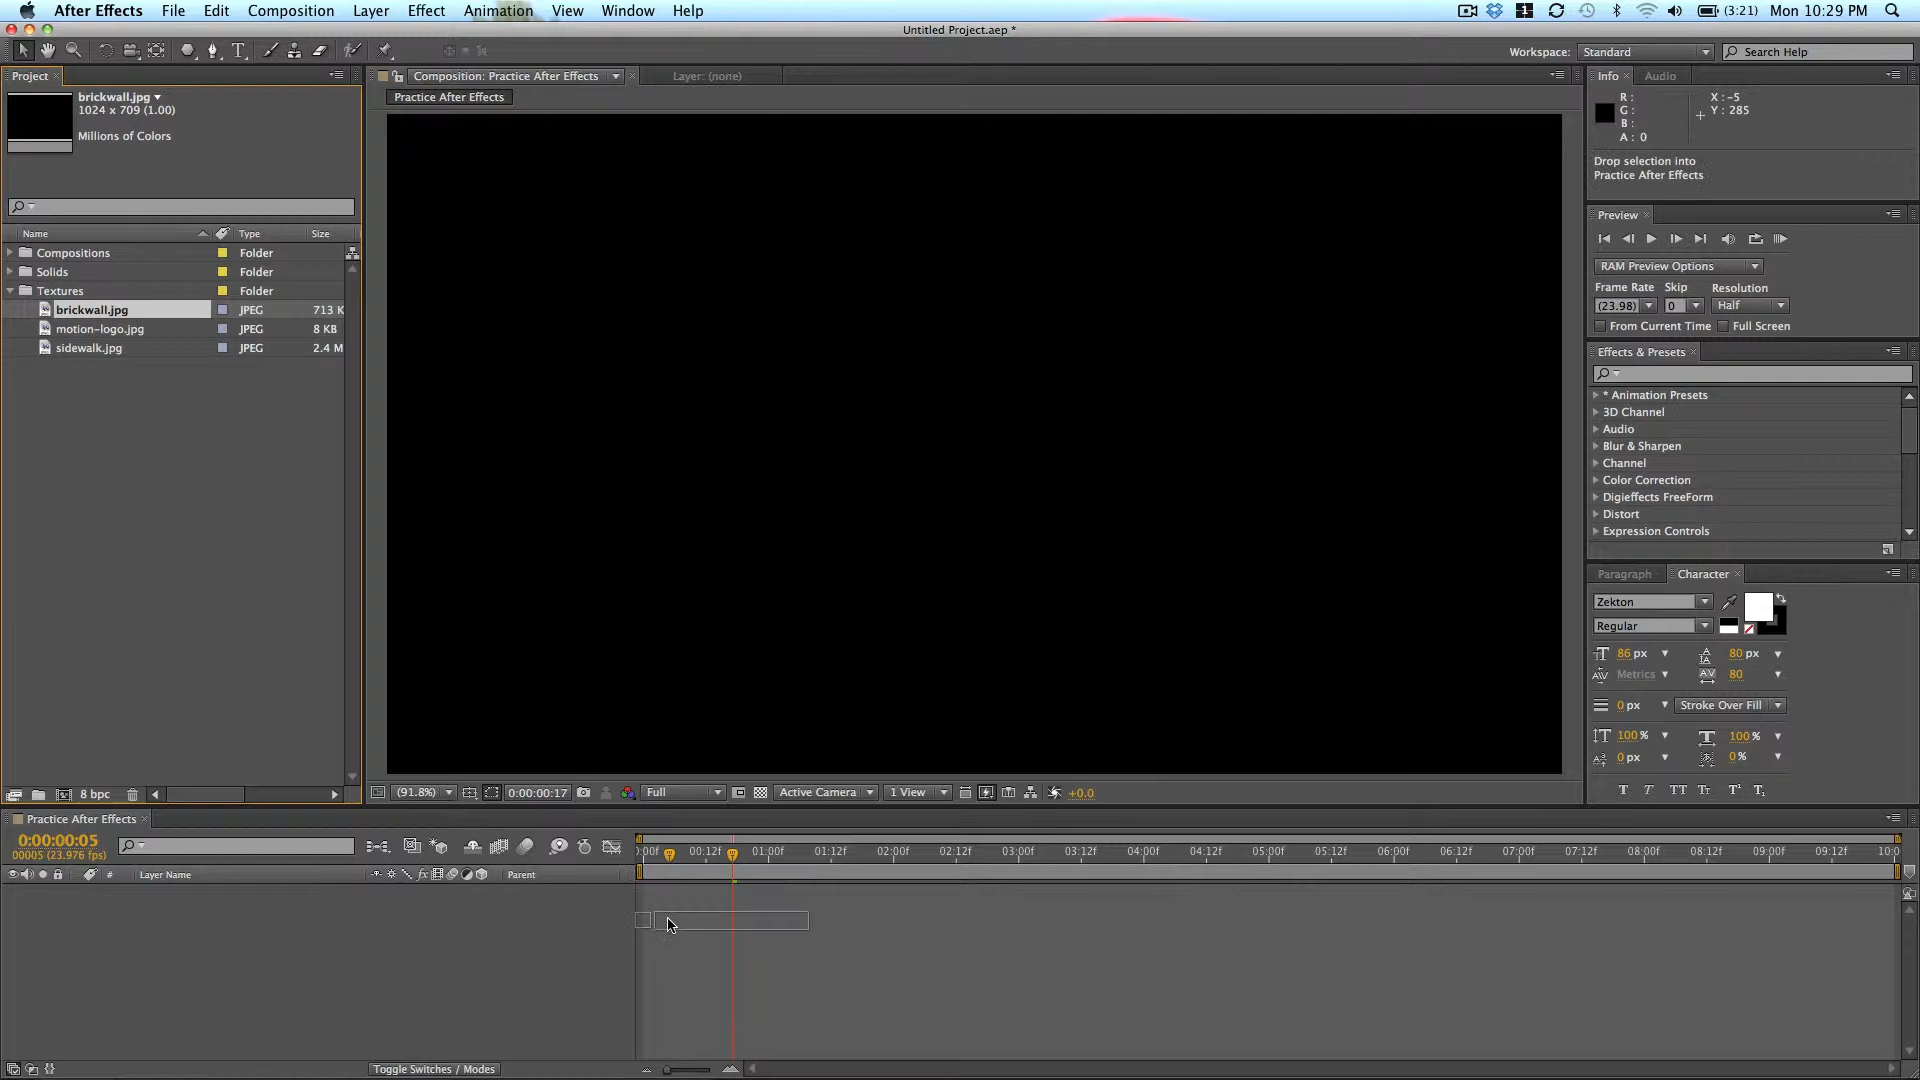 After Effects File Edit Composition Layer Effect Animation View Window Help
(3:21) Mon 10:29 PM
Untitled Project.aep *
Workspace: Standard Search Help
Project
brickwall.jpg
1024 x 709 (1.00)
Millions of Colors
Name Type Size
Compositions Folder
Solids Folder
Textures Folder
brickwall.jpg JPEG 713 K
motion-logo.jpg JPEG 8 KB
sidewalk.jpg JPEG 2.4 M
8 bpc
Composition: Practice After Effects Layer: (none)
Practice After Effects
(91.8%) 0:00:00:17 Full Active Camera 1 View +0.0
Info Audio
R : X : -5
G : Y : 285
B :
A : 0
Drop selection into
Practice After Effects
Preview
RAM Preview Options
Frame Rate Skip Resolution
(23.98) 0 Half
From Current Time Full Screen
Effects & Presets
* Animation Presets
3D Channel
Audio
Blur & Sharpen
Channel
Color Correction
Digieffects FreeForm
Distort
Expression Controls
Paragraph Character
Zekton
Regular
86 px 80 px
Metrics 80
0 px Stroke Over Fill
100 % 100 %
0 px 0 %
T T TT TT T¹ T₁
Practice After Effects
0:00:00:05
00005 (23.976 fps)
# Layer Name Parent
):00f 00:12f 01:00f 01:12f 02:00f 02:12f 03:00f 03:12f 04:00f 04:12f 05:00f 05:12f 06:00f 06:12f 07:00f 07:12f 08:00f 08:12f 09:00f 09:12f 10:0
Toggle Switches / Modes